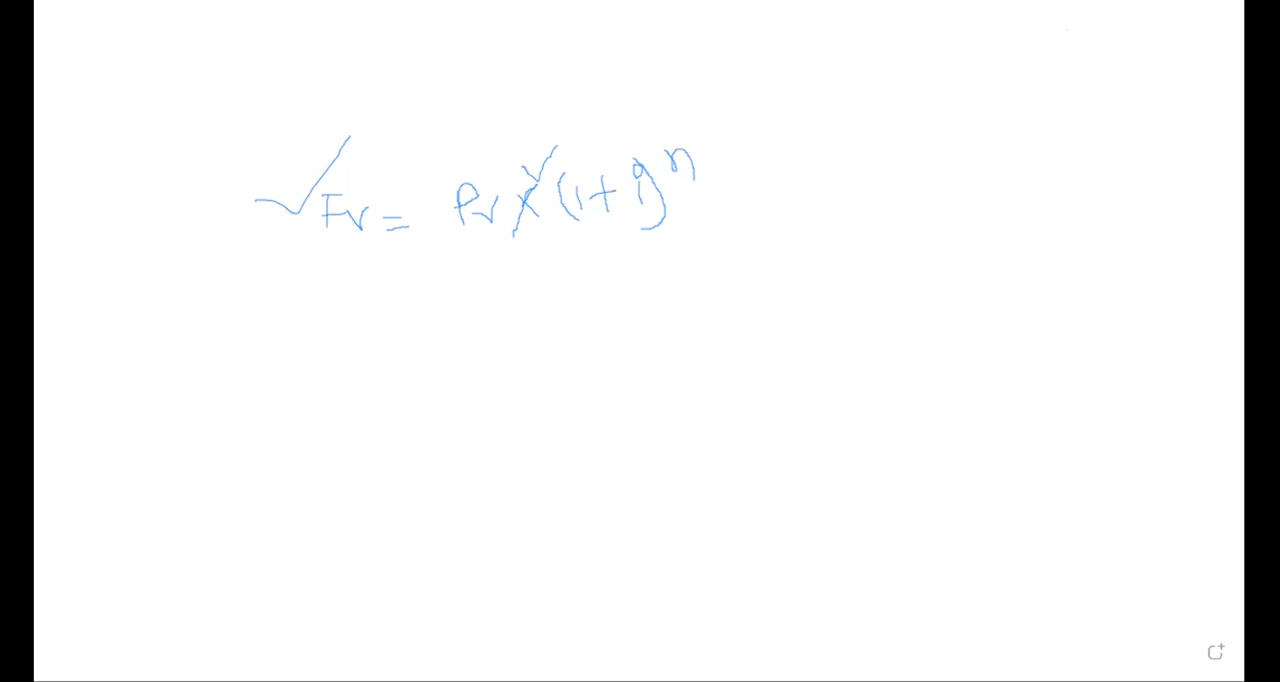 ✓ Fv = Pv × (1 + i)^n